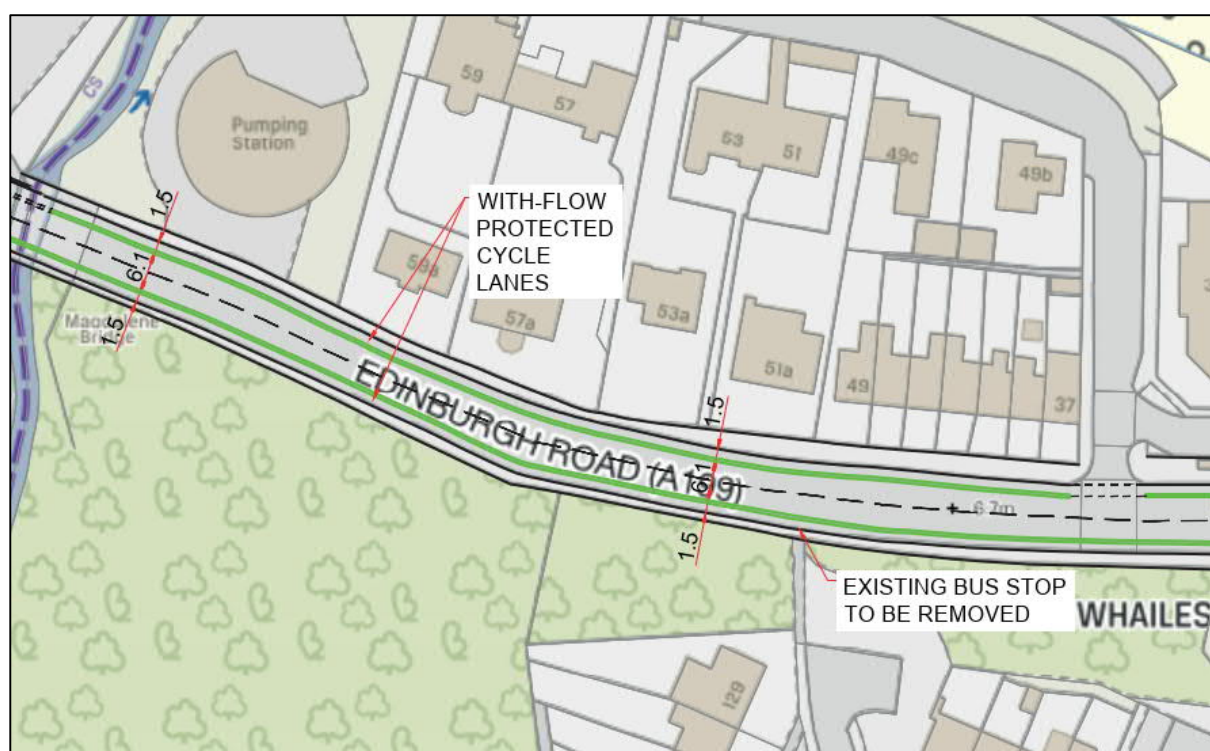 CS
Pumping
Station
59
57
53
51
49c
49b
1.5
6.1
1.5
WITH-FLOW
PROTECTED
CYCLE
LANES
59a
57a
53a
51a
49
37
Magdalene
Bridge
EDINBURGH ROAD (A199)
1.5
6.1
1.5
+ 6.2m
EXISTING BUS STOP
TO BE REMOVED
WHAILES
129